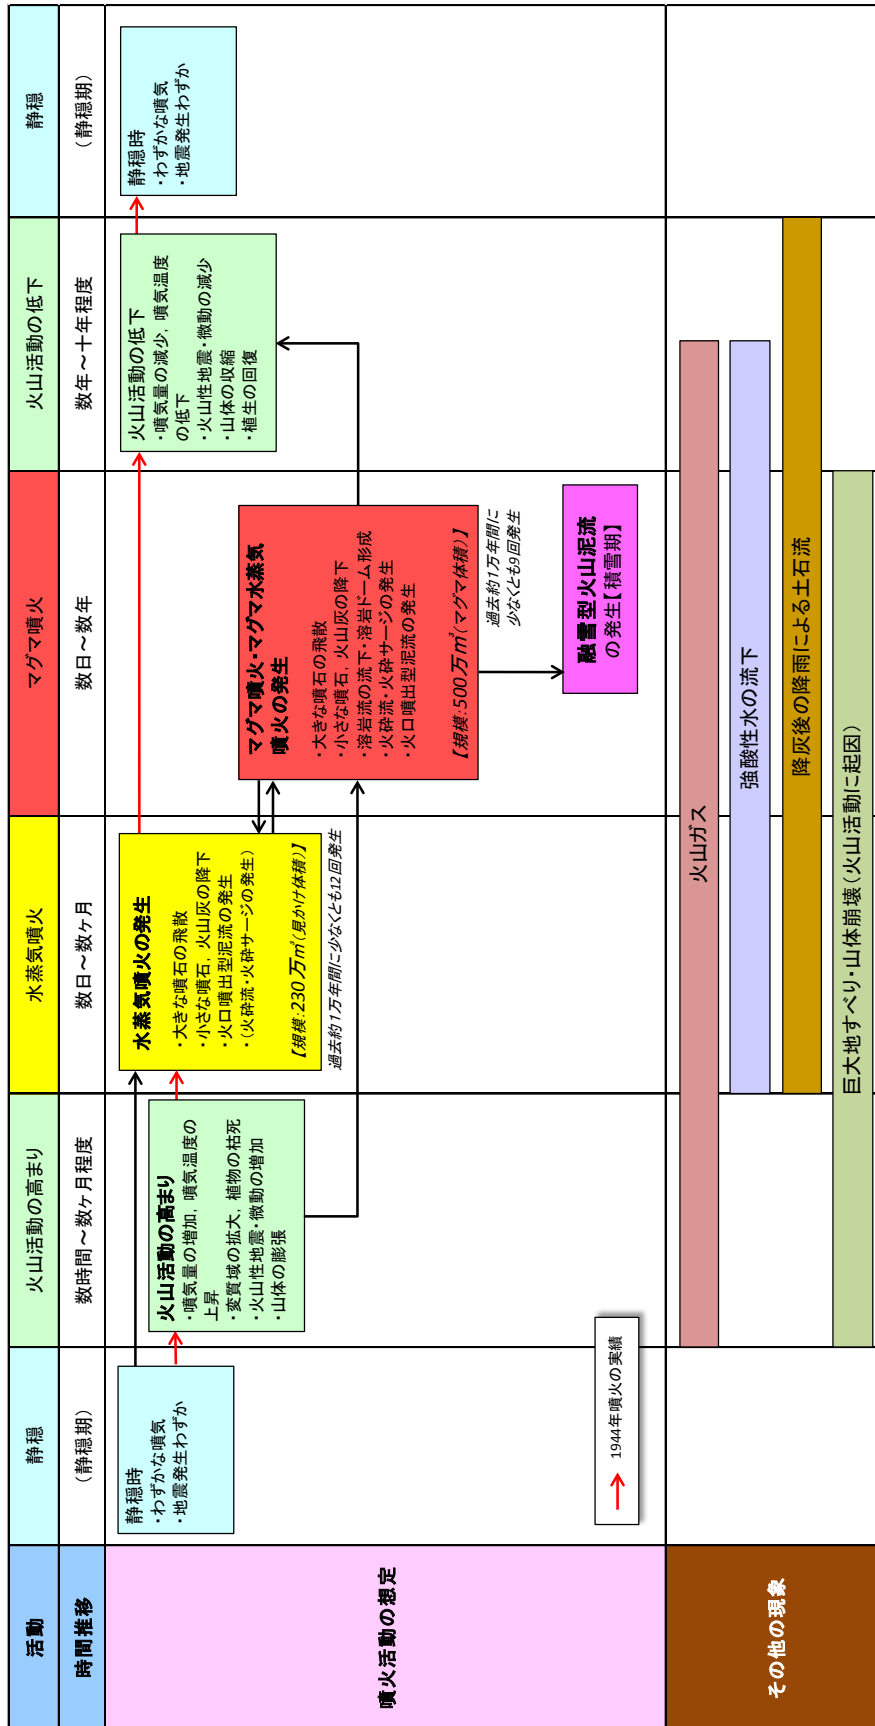 活動
静穏
火山活動の高まり
水蒸気噴火
マグマ噴火
火山活動の低下
静穏
時間推移
(静穏期)
数時間~数ヶ月程度
数日~数ヶ月
数日~数年
数年~十年程度
(静穏期)
噴火活動の想定
静穏時
・わずかな噴気
・地震発生わずか
火山活動の高まり
・噴気量の増加,噴気温度の
上昇
・変質域の拡大,植物の枯死
・火山性地震・微動の増加
・山体の膨張
水蒸気噴火の発生
・大きな噴石の飛散
・小さな噴石,火山灰の降下
・火口噴出型泥流の発生
・(火砕流・火砕サージの発生)
【規模:230万㎥(見かけ体積)】
過去約1万年間に少なくとも12回発生
マグマ噴火・マグマ水蒸気
噴火の発生
・大きな噴石の飛散
・小さな噴石,火山灰の降下
・溶岩流の流下・溶岩ドーム形成
・火砕流・火砕サージの発生
・火口噴出型泥流の発生
【規模:500万㎥(マグマ体積)】
過去約1万年間に
少なくとも9回発生
融雪型火山泥流
の発生【積雪期】
火山活動の低下
・噴気量の減少,噴気温度
の低下
・火山性地震・微動の減少
・山体の収縮
・植生の回復
静穏時
・わずかな噴気
・地震発生わずか
1944年噴火の実績
その他の現象
火山ガス
強酸性水の流下
降灰後の降雨による土石流
巨大地すべり・山体崩壊(火山活動に起因)